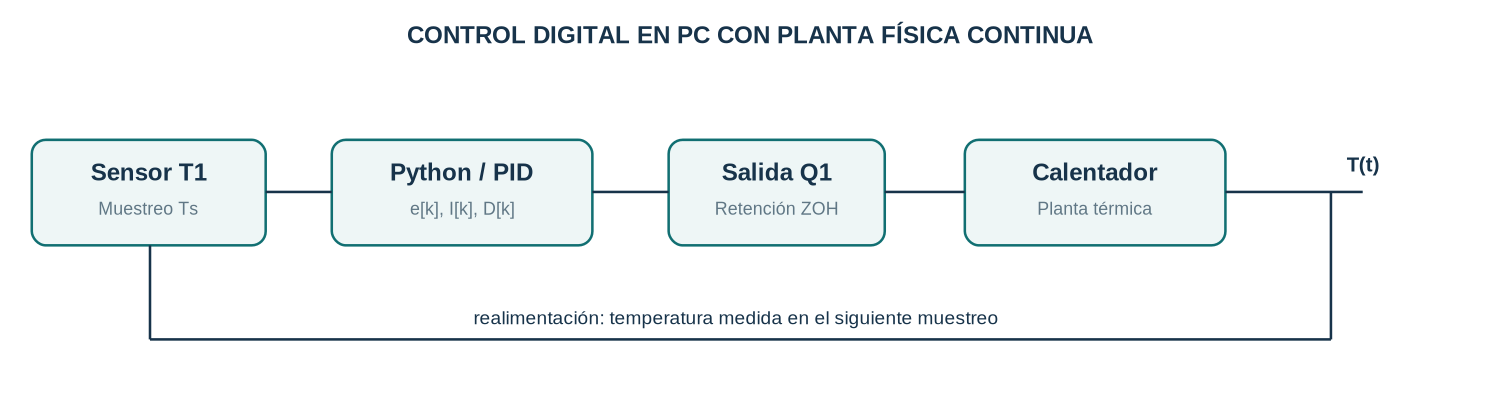 CONTROL DIGITAL EN PC CON PLANTA FÍSICA CONTINUA
Sensor T1
Muestreo Ts
Python / PID
e[k], I[k], D[k]
Salida Q1
Retención ZOH
Calentador
Planta térmica
T(t)
realimentación: temperatura medida en el siguiente muestreo